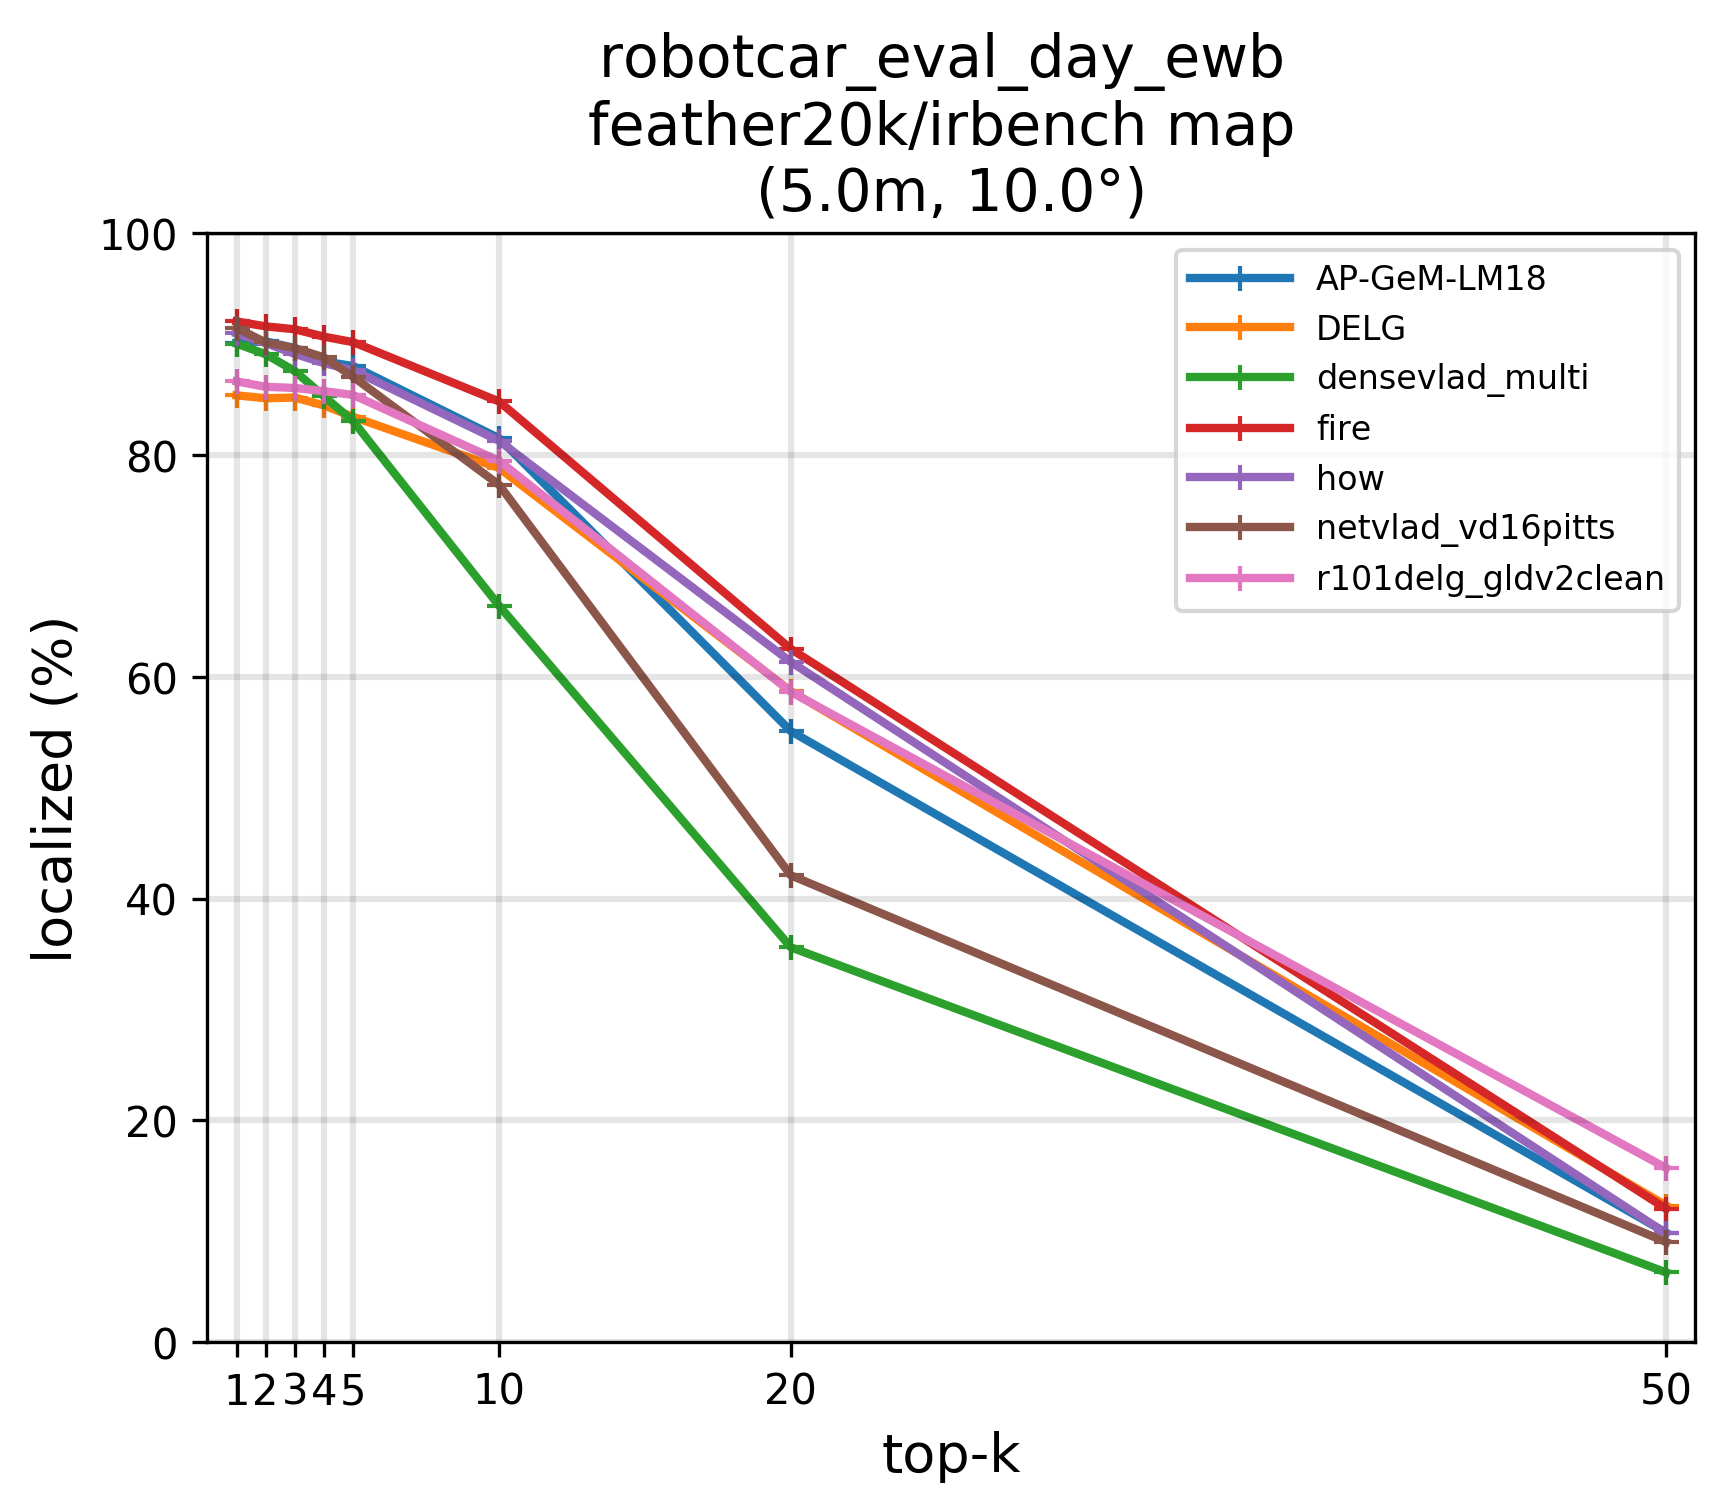 robotcar_eval_day_ewb
feather20k/irbench map
(5.0m, 10.0°)
localized (%)
100
80
60
40
20
0
AP-GeM-LM18
DELG
densevlad_multi
fire
how
netvlad_vd16pitts
r101delg_gldv2clean
1 2 3 4 5 10 20 50
top-k